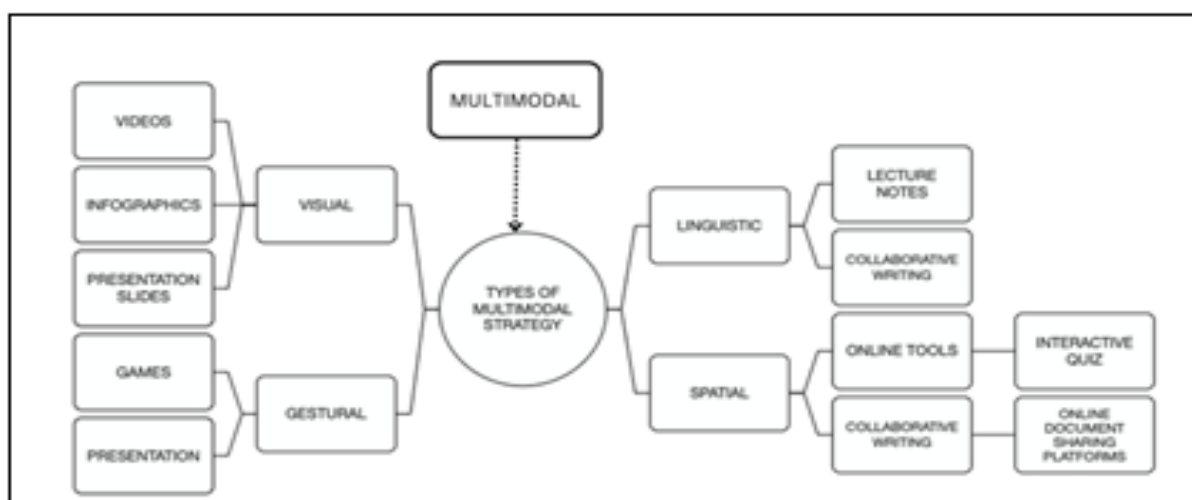 MULTIMODAL
VIDEOS
INFOGRAPHICS
PRESENTATION
SLIDES
VISUAL
GAMES
PRESENTATION
GESTURAL
TYPES OF
MULTIMODAL
STRATEGY
LINGUISTIC
LECTURE
NOTES
COLLABORATIVE
WRITING
SPATIAL
ONLINE TOOLS
INTERACTIVE
QUIZ
COLLABORATIVE
WRITING
ONLINE
DOCUMENT
SHARING
PLATFORMS